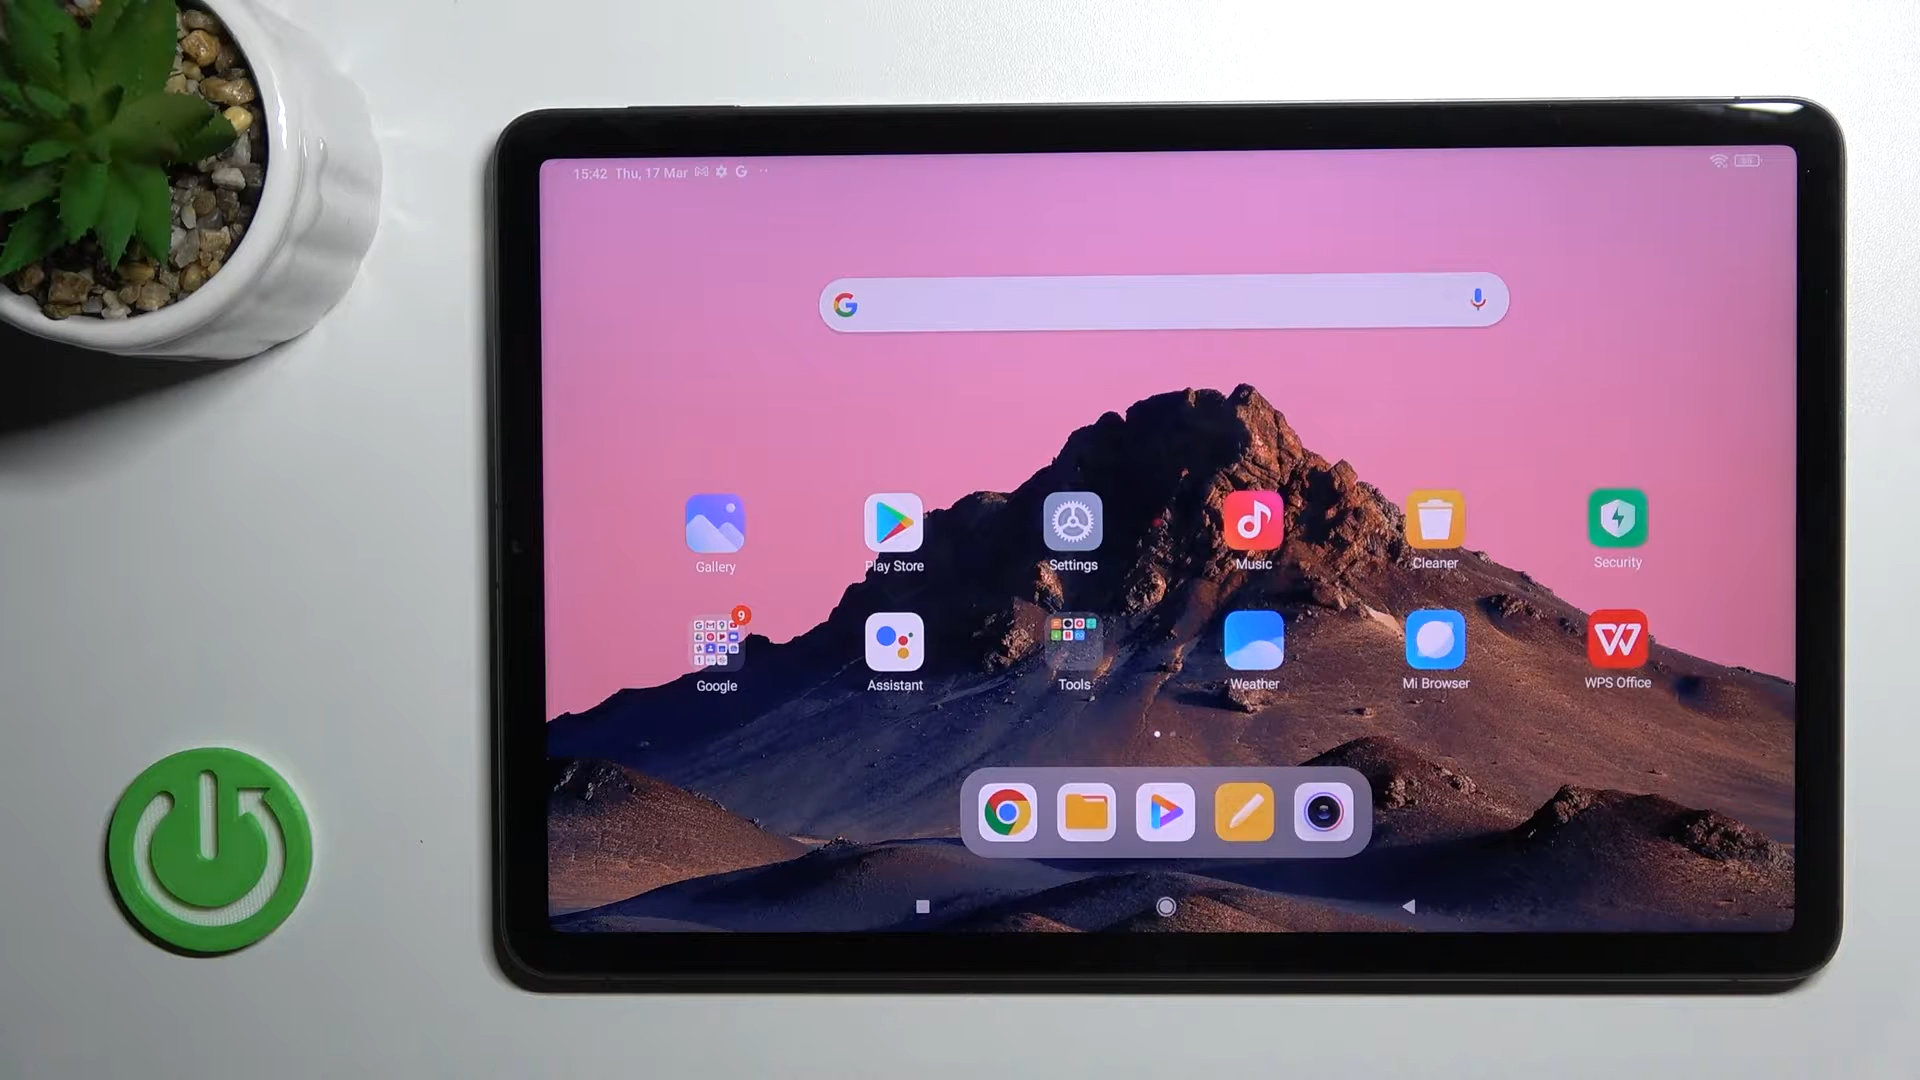 15:42 Thu, 17 Mar
Gallery
Play Store
Settings
Music
Cleaner
Security
9
Google
Assistant
Tools
Weather
Mi Browser
WPS Office